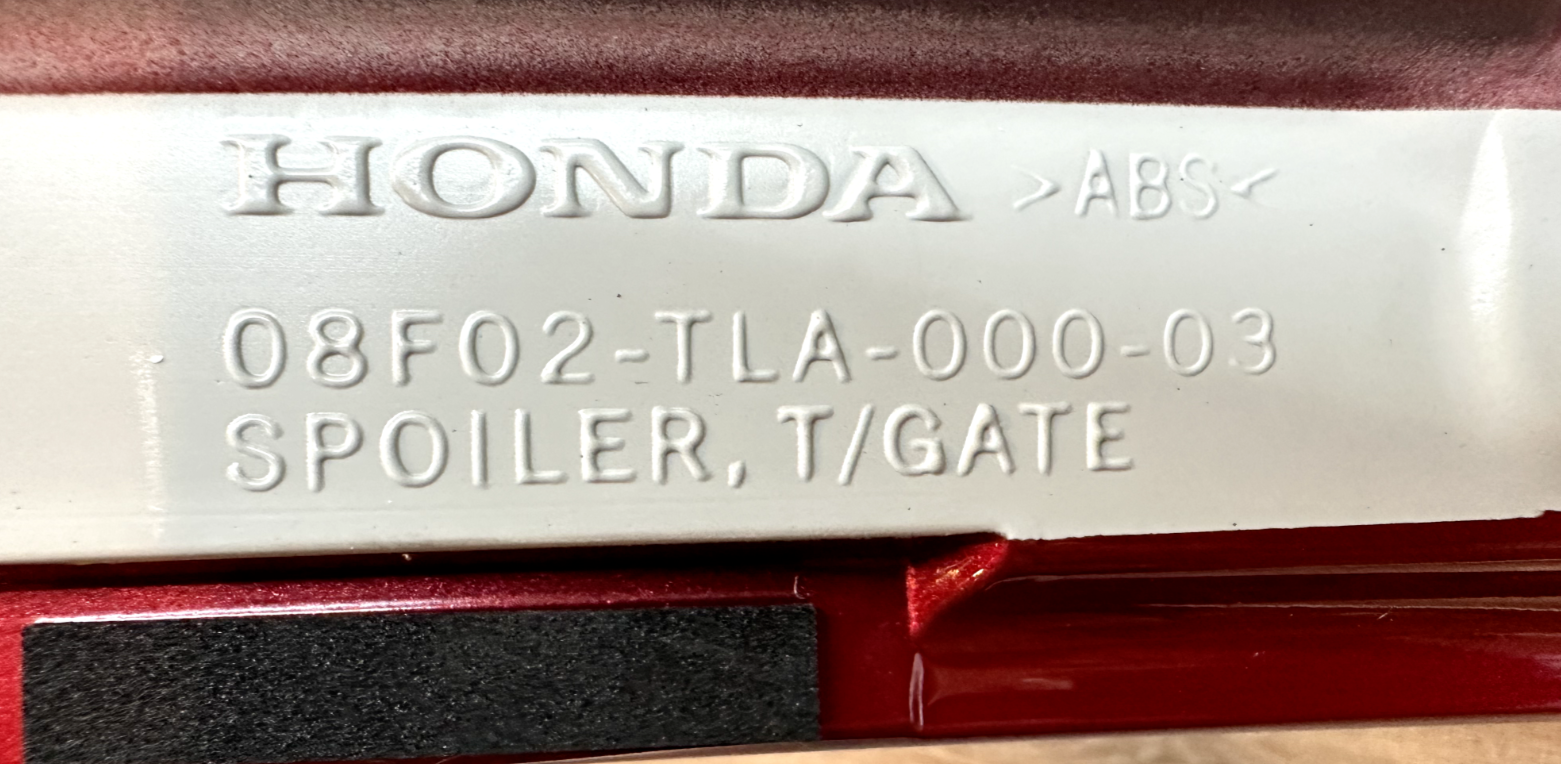 HONDA >ABS<
08F02-TLA-000-03
SPOILER, T/GATE